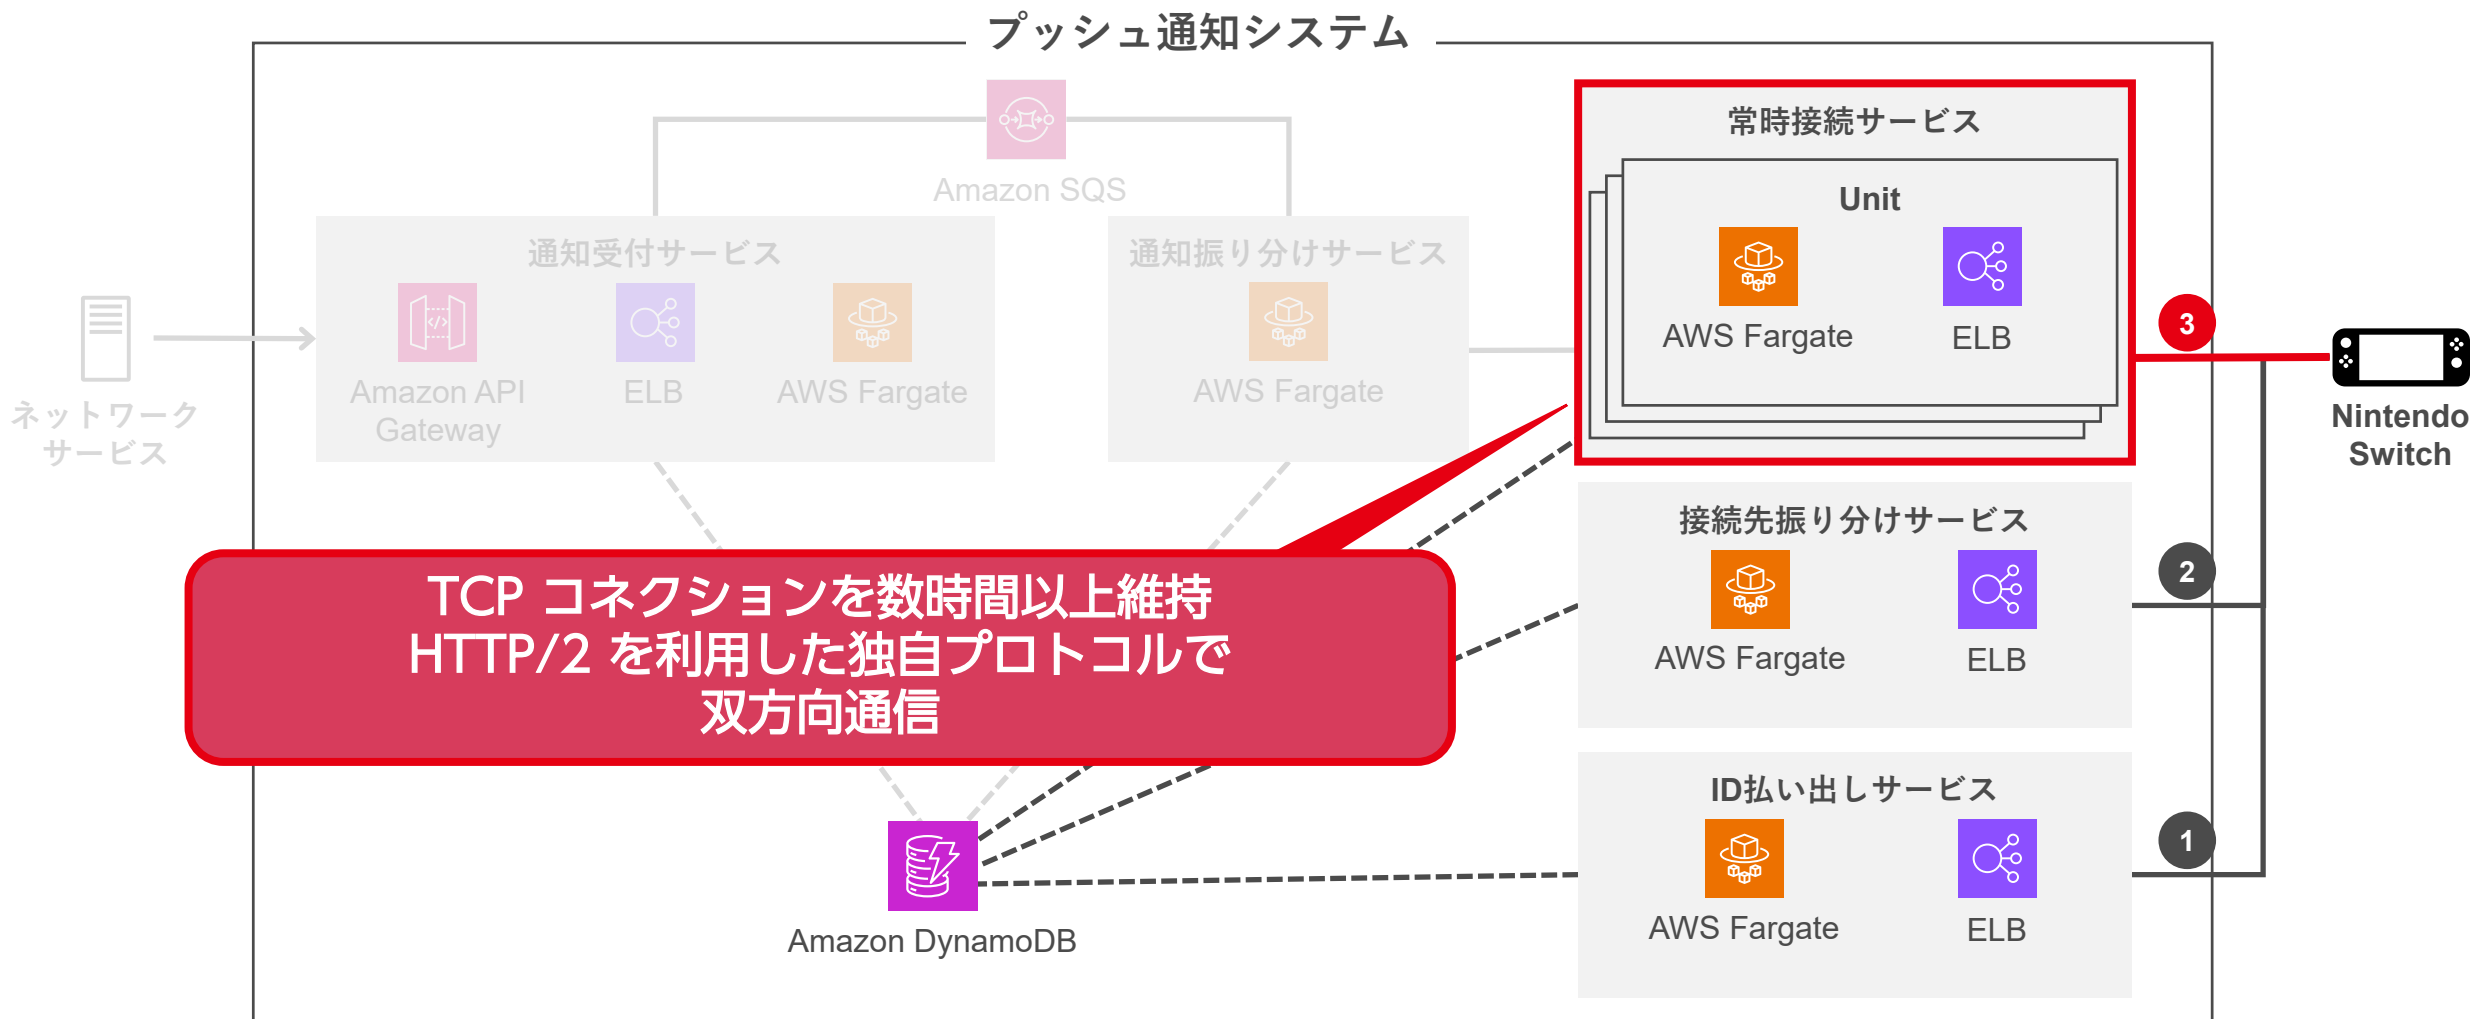 プッシュ通知システム
Amazon SQS
通知受付サービス
Amazon API
Gateway
ELB
AWS Fargate
通知振り分けサービス
AWS Fargate
ネットワーク
サービス
常時接続サービス
Unit
AWS Fargate
ELB
3
Nintendo
Switch
接続先振り分けサービス
AWS Fargate
ELB
2
TCP コネクションを数時間以上維持
HTTP/2 を利用した独自プロトコルで
双方向通信
ID払い出しサービス
AWS Fargate
ELB
1
Amazon DynamoDB